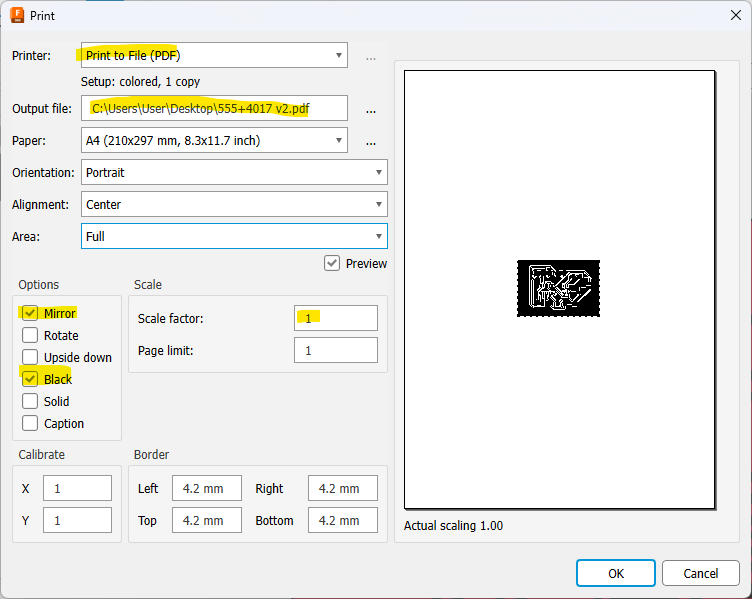 Print
Printer: Print to File (PDF) ...
Setup: colored, 1 copy
Output file: C:\Users\User\Desktop\555+4017 v2.pdf ...
Paper: A4 (210x297 mm, 8.3x11.7 inch) ...
Orientation: Portrait
Alignment: Center
Area: Full
Preview
Options
Mirror
Rotate
Upside down
Black
Solid
Caption
Scale
Scale factor: 1
Page limit: 1
Calibrate
X 1
Y 1
Border
Left 4.2 mm Right 4.2 mm
Top 4.2 mm Bottom 4.2 mm
Actual scaling 1.00
OK Cancel